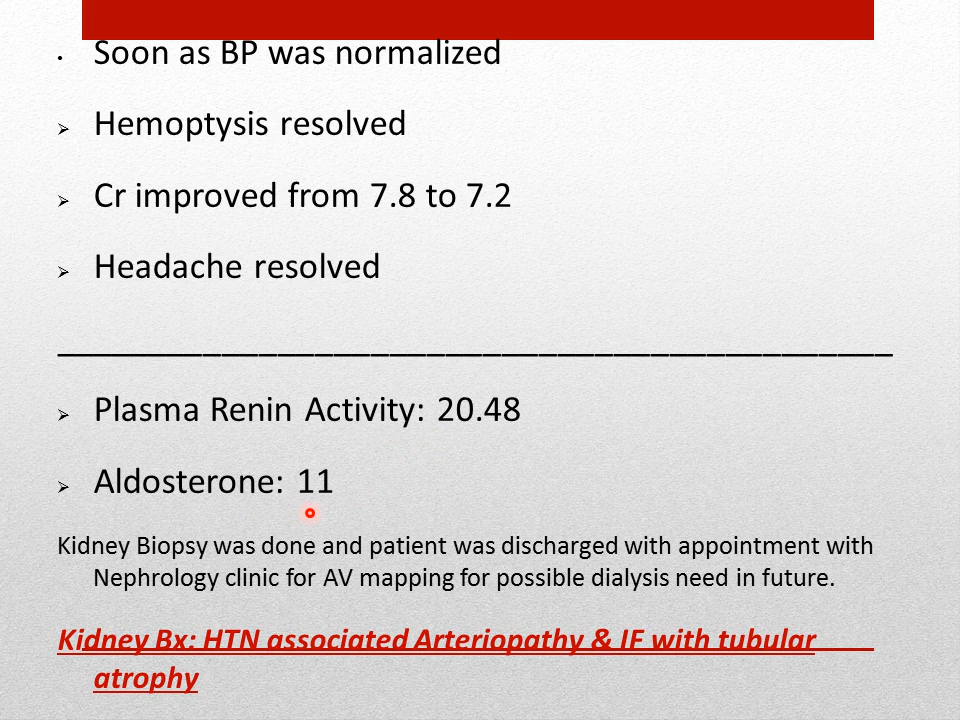 • Soon as BP was normalized
➢ Hemoptysis resolved
➢ Cr improved from 7.8 to 7.2
➢ Headache resolved
➢ Plasma Renin Activity: 20.48
➢ Aldosterone: 11
Kidney Biopsy was done and patient was discharged with appointment with
Nephrology clinic for AV mapping for possible dialysis need in future.
Kidney Bx: HTN associated Arteriopathy & IF with tubular
atrophy